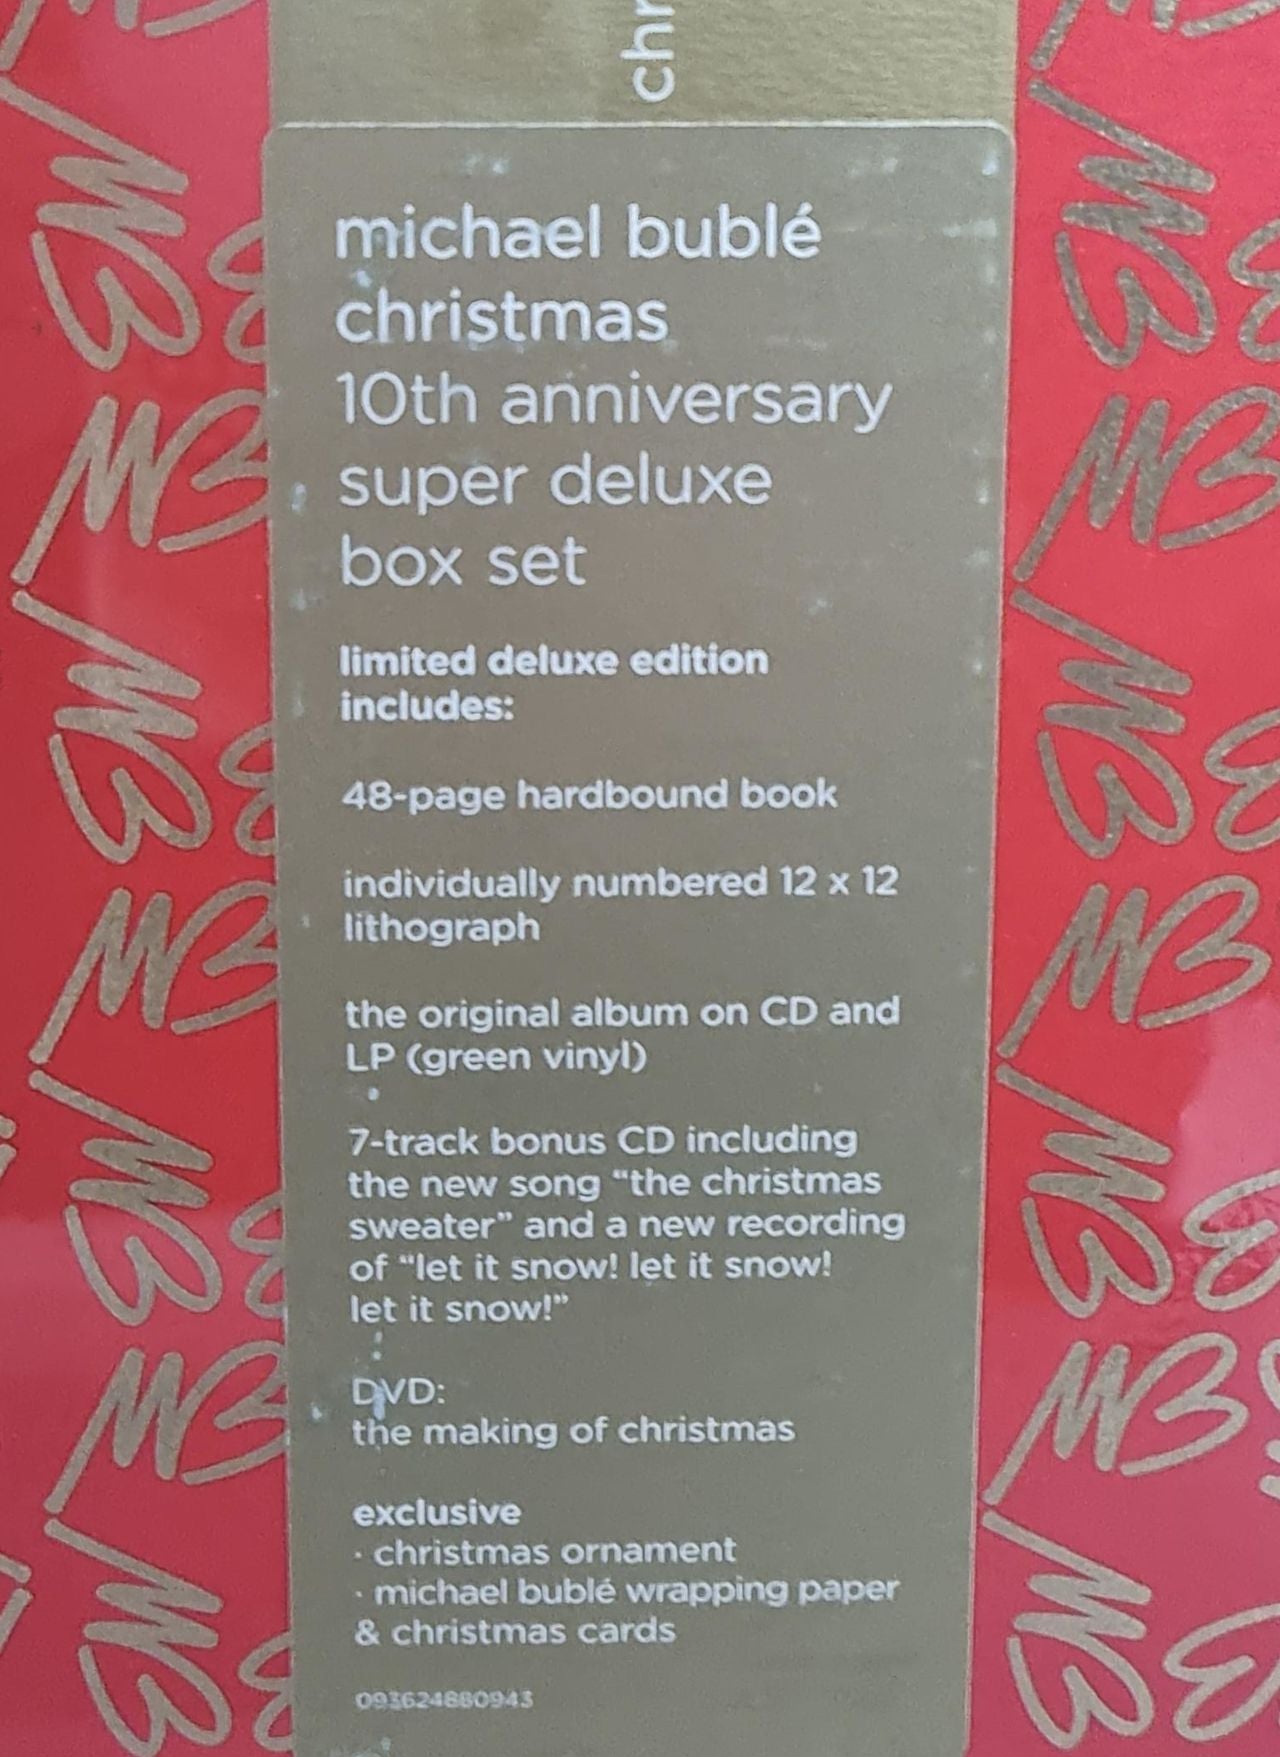 chr
michael bublé
christmas
10th anniversary
super deluxe
box set
limited deluxe edition
includes:
48-page hardbound book
individually numbered 12 x 12
lithograph
the original album on CD and
LP (green vinyl)
7-track bonus CD including
the new song “the christmas
sweater” and a new recording
of “let it snow! let it snow!
let it snow!”
DVD:
the making of christmas
exclusive
· christmas ornament
· michael bublé wrapping paper
& christmas cards
093624880943